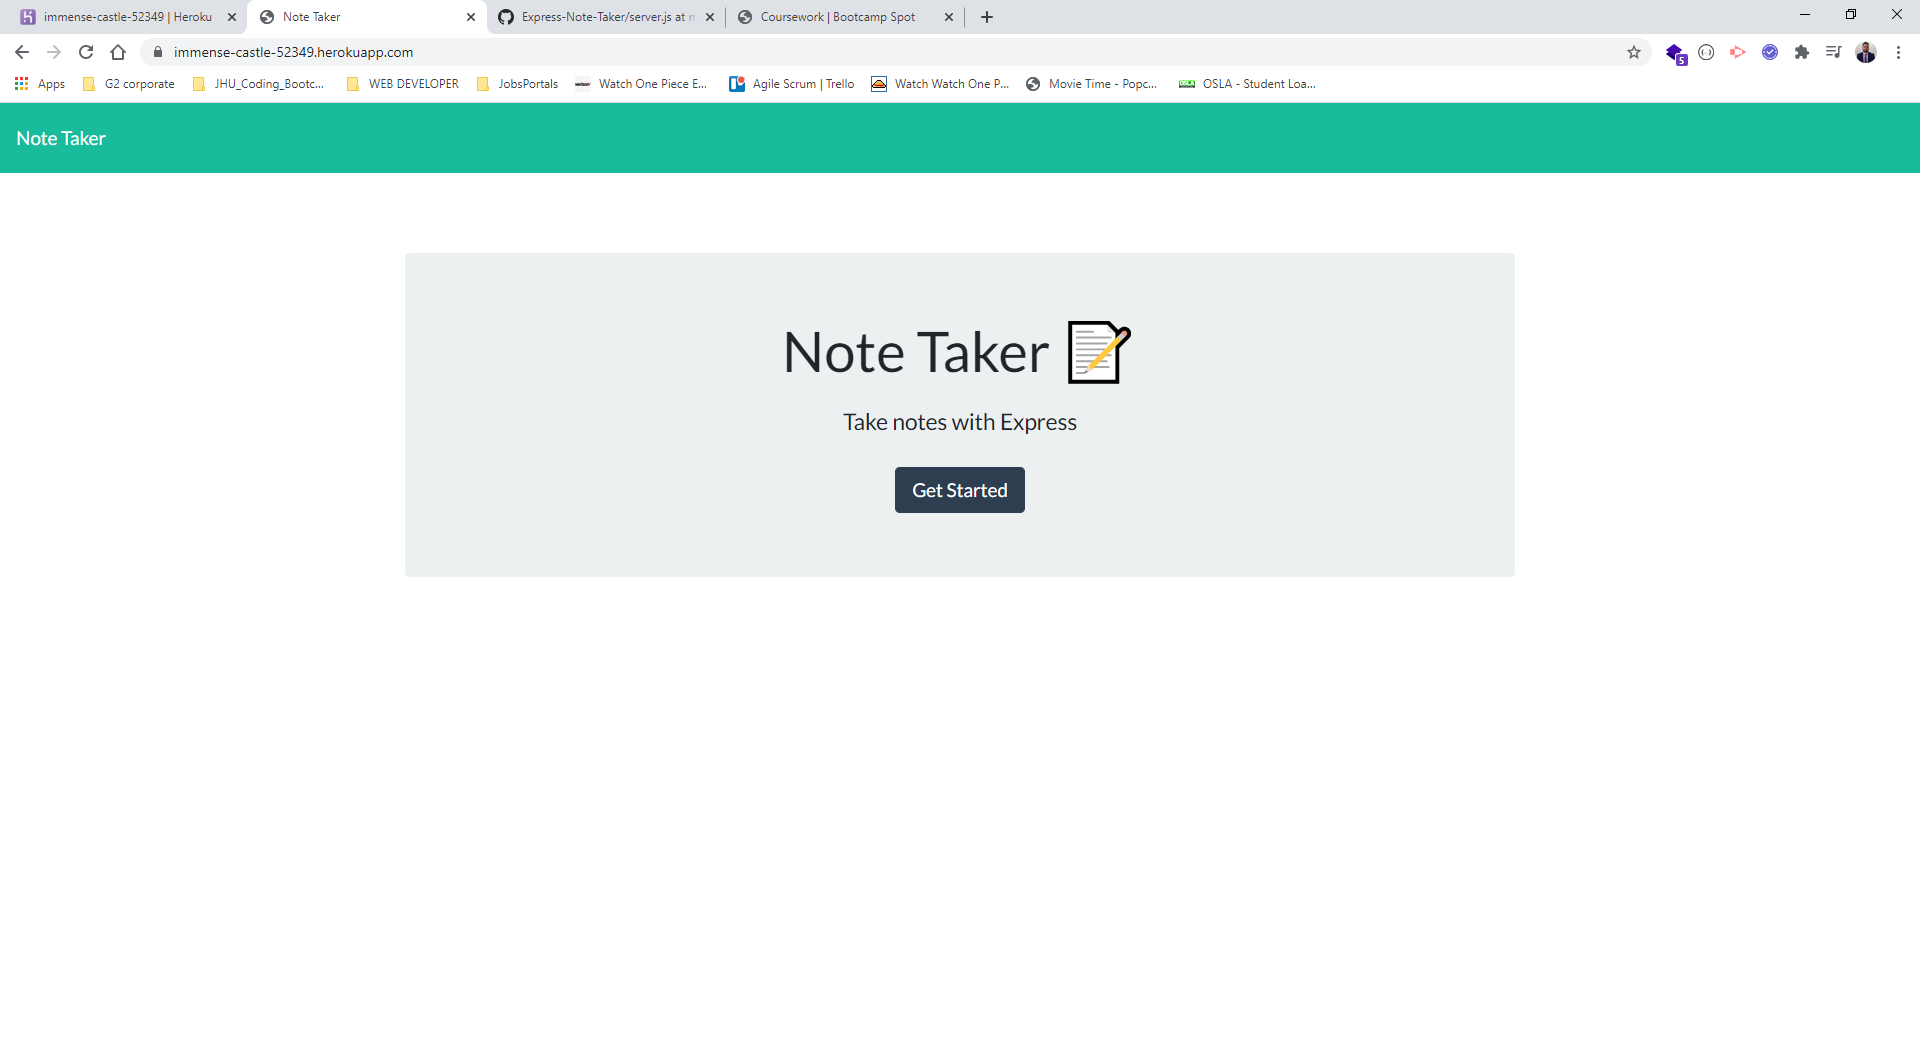 immense-castle-52349 | Heroku
Note Taker
Express-Note-Taker/server.js at m
Coursework | Bootcamp Spot
immense-castle-52349.herokuapp.com
5
Apps
G2 corporate
JHU_Coding_Bootc...
WEB DEVELOPER
JobsPortals
Watch One Piece E...
Agile Scrum | Trello
Watch Watch One P...
Movie Time - Popc...
OSLA - Student Loa...
Note Taker
Note Taker
Take notes with Express
Get Started